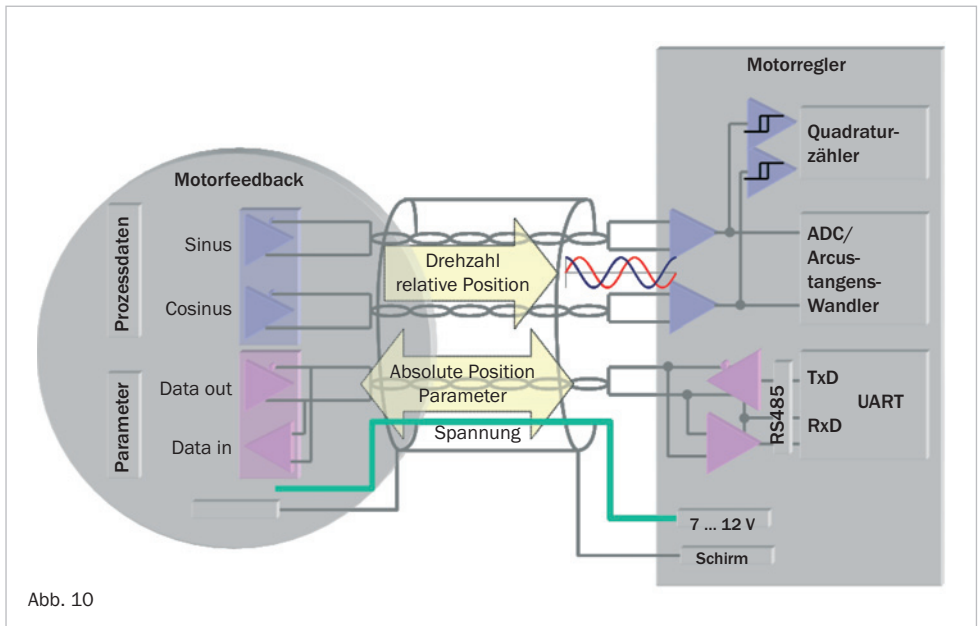 Motorregler
Quadratur-
zähler
ADC/
Arcus-
tangens-
Wandler
TxD
RxD
UART
RS485
7 ... 12 V
Schirm
Motorfeedback
Prozessdaten
Sinus
Cosinus
Parameter
Data out
Data in
Drehzahl
relative Position
Absolute Position
Parameter
Spannung
Abb. 10